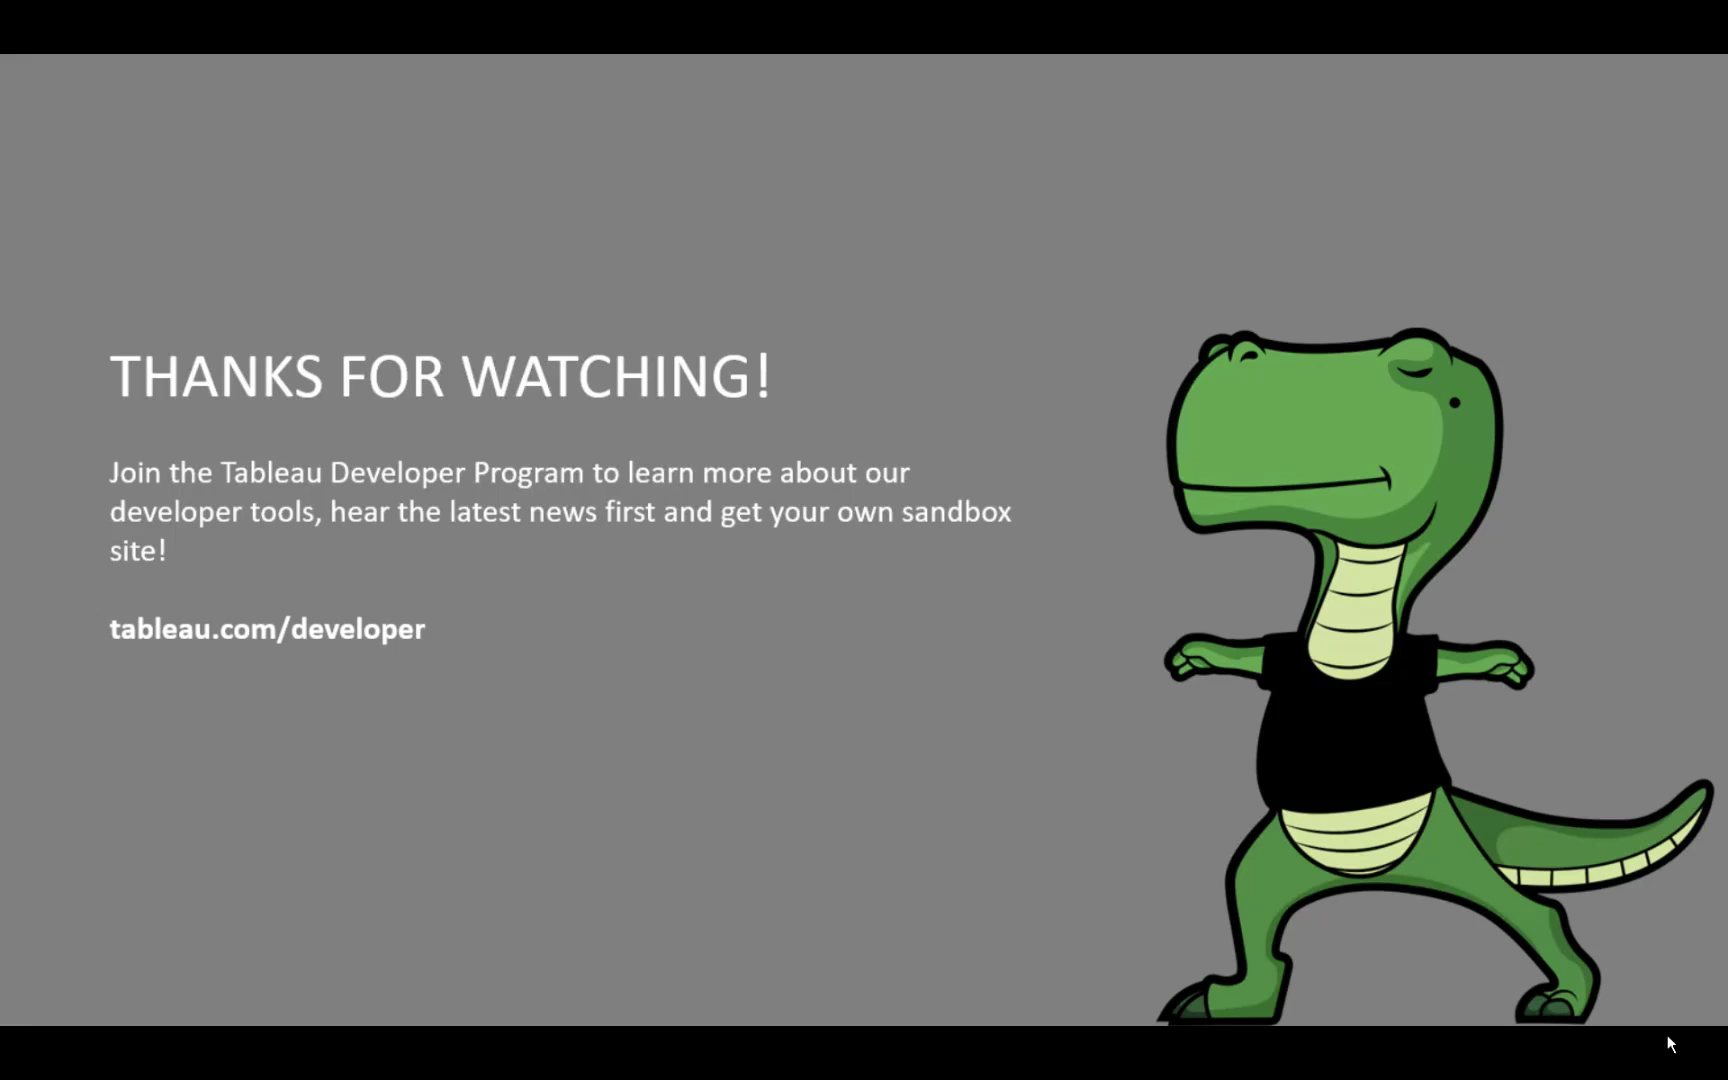 THANKS FOR WATCHING!
Join the Tableau Developer Program to learn more about our
developer tools, hear the latest news first and get your own sandbox
site!
tableau.com/developer